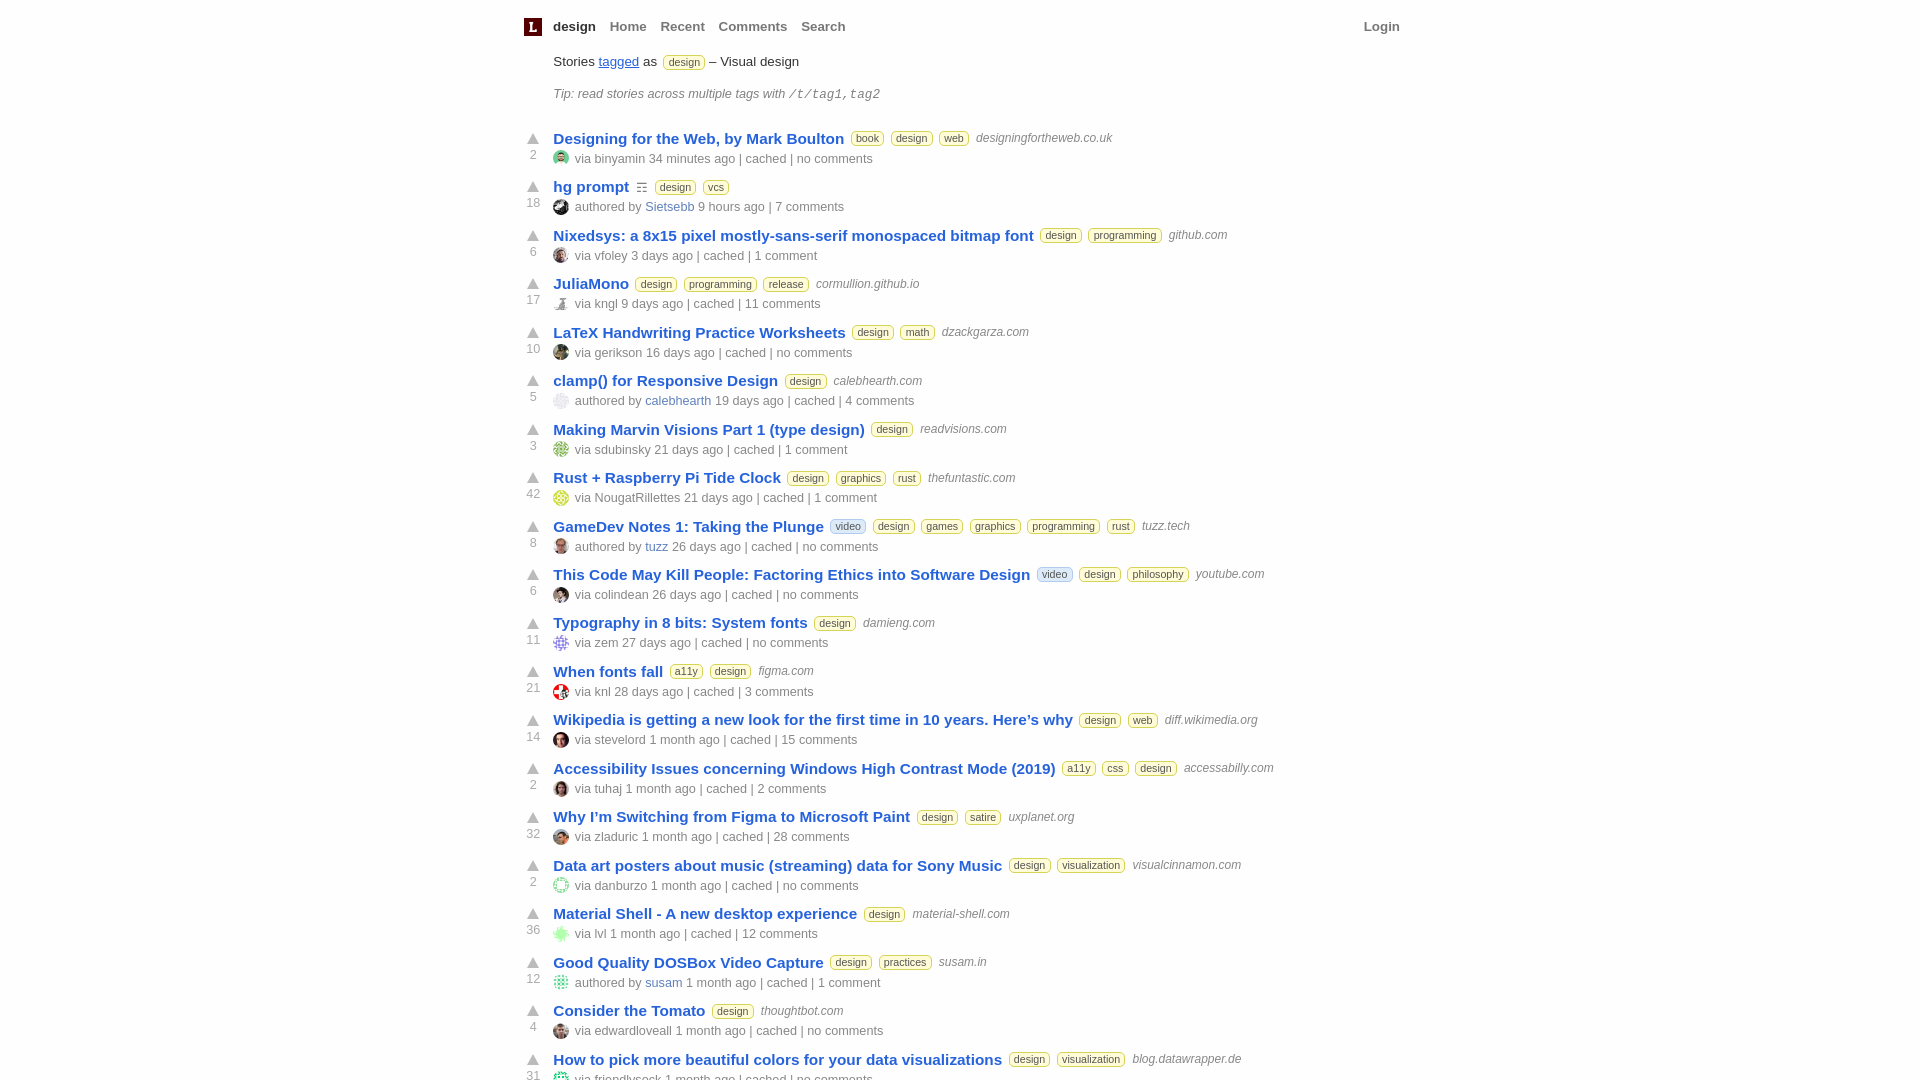 L design Home Recent Comments Search Login
Stories tagged as design – Visual design
Tip: read stories across multiple tags with /t/tag1,tag2
Designing for the Web, by Mark Boulton book design web designingfortheweb.co.uk
2 via binyamin 34 minutes ago | cached | no comments
hg prompt ☶ design vcs
18 authored by Sietsebb 9 hours ago | 7 comments
Nixedsys: a 8x15 pixel mostly-sans-serif monospaced bitmap font design programming github.com
6 via vfoley 3 days ago | cached | 1 comment
JuliaMono design programming release cormullion.github.io
17 via kngl 9 days ago | cached | 11 comments
LaTeX Handwriting Practice Worksheets design math dzackgarza.com
10 via gerikson 16 days ago | cached | no comments
clamp() for Responsive Design design calebhearth.com
5 authored by calebhearth 19 days ago | cached | 4 comments
Making Marvin Visions Part 1 (type design) design readvisions.com
3 via sdubinsky 21 days ago | cached | 1 comment
Rust + Raspberry Pi Tide Clock design graphics rust thefuntastic.com
42 via NougatRillettes 21 days ago | cached | 1 comment
GameDev Notes 1: Taking the Plunge video design games graphics programming rust tuzz.tech
8 authored by tuzz 26 days ago | cached | no comments
This Code May Kill People: Factoring Ethics into Software Design video design philosophy youtube.com
6 via colindean 26 days ago | cached | no comments
Typography in 8 bits: System fonts design damieng.com
11 via zem 27 days ago | cached | no comments
When fonts fall a11y design figma.com
21 via knl 28 days ago | cached | 3 comments
Wikipedia is getting a new look for the first time in 10 years. Here’s why design web diff.wikimedia.org
14 via stevelord 1 month ago | cached | 15 comments
Accessibility Issues concerning Windows High Contrast Mode (2019) a11y css design accessabilly.com
2 via tuhaj 1 month ago | cached | 2 comments
Why I’m Switching from Figma to Microsoft Paint design satire uxplanet.org
32 via zladuric 1 month ago | cached | 28 comments
Data art posters about music (streaming) data for Sony Music design visualization visualcinnamon.com
2 via danburzo 1 month ago | cached | no comments
Material Shell - A new desktop experience design material-shell.com
36 via lvl 1 month ago | cached | 12 comments
Good Quality DOSBox Video Capture design practices susam.in
12 authored by susam 1 month ago | cached | 1 comment
Consider the Tomato design thoughtbot.com
4 via edwardloveall 1 month ago | cached | no comments
How to pick more beautiful colors for your data visualizations design visualization blog.datawrapper.de
31 via friendlysock 1 month ago | cached | no comments